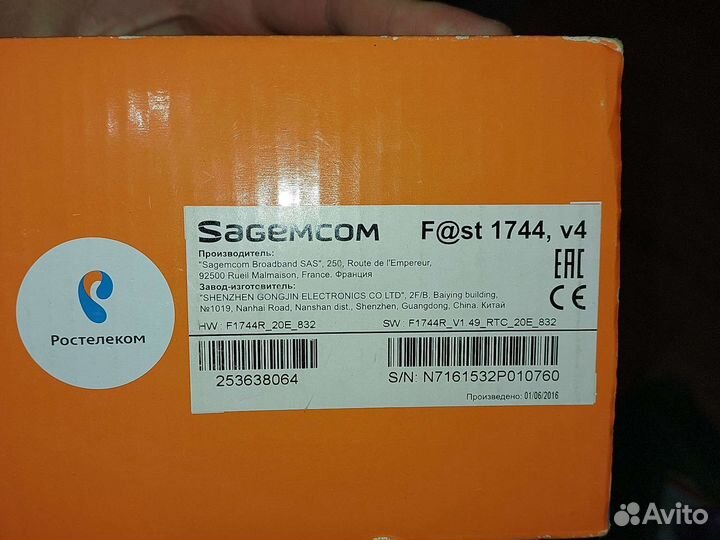 Sagemcom
F@st 1744, v4
Производитель:
"Sagemcom Broadband SAS", 250, Route de l'Empereur,
92500 Rueil Malmaison, France. Франция
Завод-изготсвитель:
"SHENZHEN GONGJIN ELECTRONICS CO LTD", 2F/B, Baiying building,
№1019, Nanhai Road, Nanshan dist., Shenzhen, Guangdong, China. Китай
EAC
CE
HW: F1744R_20E_832
SW: F1744R_V1.49_RTC_20E_832
253638064
S/N: N7161532P010760
Произведено: 01/06/2016
Ростелеком
Avito